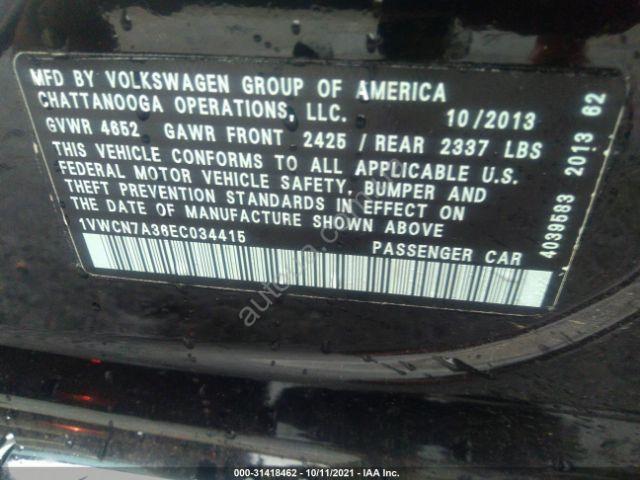 MFD BY VOLKSWAGEN GROUP OF AMERICA
CHATTANOOGA OPERATIONS, LLC. 10/2013
GVWR 4652 GAWR FRONT 2425 / REAR 2337 LBS
THIS VEHICLE CONFORMS TO ALL APPLICABLE U.S.
FEDERAL MOTOR VEHICLE SAFETY, BUMPER AND
THEFT PREVENTION STANDARDS IN EFFECT ON
THE DATE OF MANUFACTURE SHOWN ABOVE
1VWCN7A36EC034415 PASSENGER CAR
4039583 2013 62
000-31418462 - 10/11/2021 - IAA Inc.